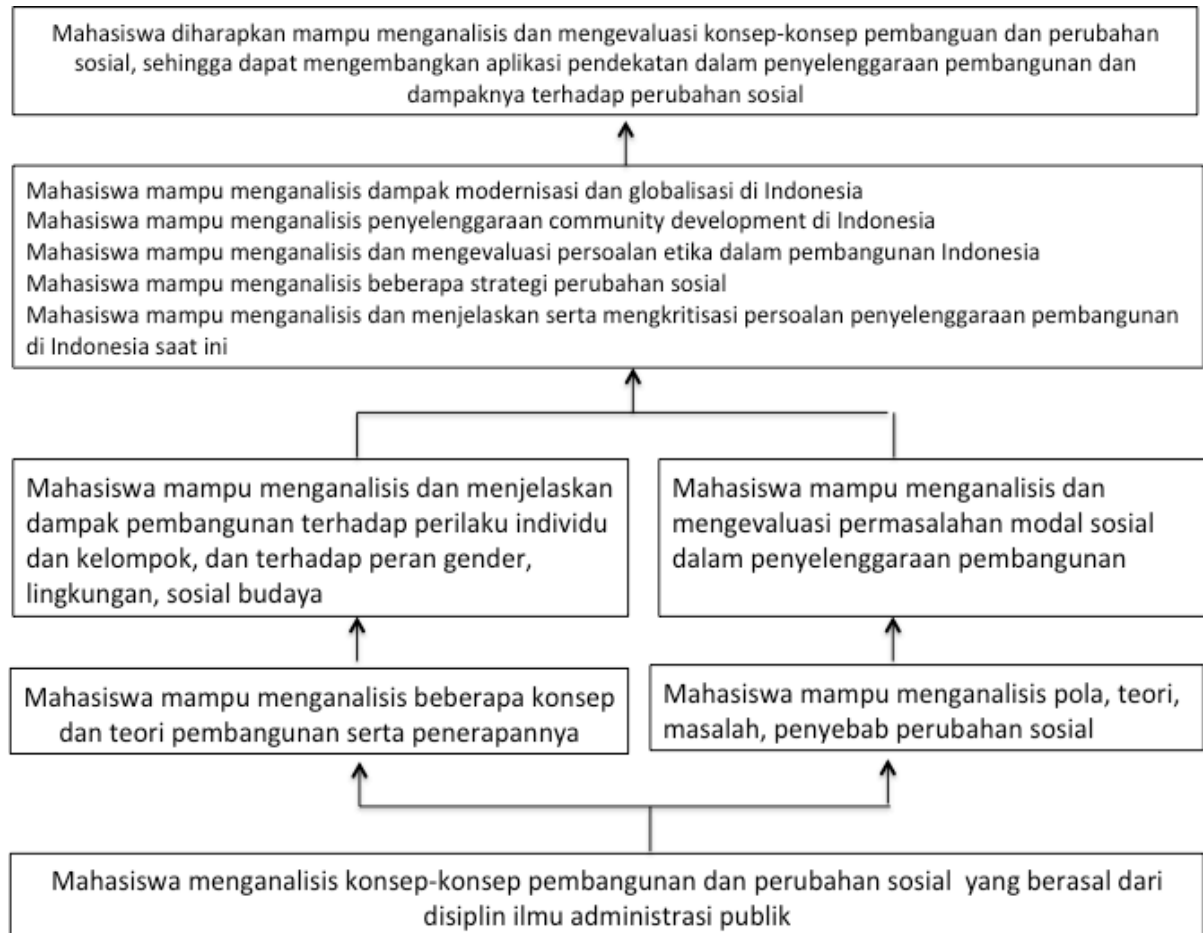 Mahasiswa diharapkan mampu menganalisis dan mengevaluasi konsep-konsep pembanguan dan perubahan
sosial, sehingga dapat mengembangkan aplikasi pendekatan dalam penyelenggaraan pembangunan dan
dampaknya terhadap perubahan sosial
Mahasiswa mampu menganalisis dampak modernisasi dan globalisasi di Indonesia
Mahasiswa mampu menganalisis penyelenggaraan community development di Indonesia
Mahasiswa mampu menganalisis dan mengevaluasi persoalan etika dalam pembangunan Indonesia
Mahasiswa mampu menganalisis beberapa strategi perubahan sosial
Mahasiswa mampu menganalisis dan menjelaskan serta mengkritisasi persoalan penyelenggaraan pembangunan
di Indonesia saat ini
Mahasiswa mampu menganalisis dan menjelaskan
dampak pembangunan terhadap perilaku individu
dan kelompok, dan terhadap peran gender,
lingkungan, sosial budaya
Mahasiswa mampu menganalisis dan
mengevaluasi permasalahan modal sosial
dalam penyelenggaraan pembangunan
Mahasiswa mampu menganalisis beberapa konsep
dan teori pembangunan serta penerapannya
Mahasiswa mampu menganalisis pola, teori,
masalah, penyebab perubahan sosial
Mahasiswa menganalisis konsep-konsep pembangunan dan perubahan sosial yang berasal dari
disiplin ilmu administrasi publik